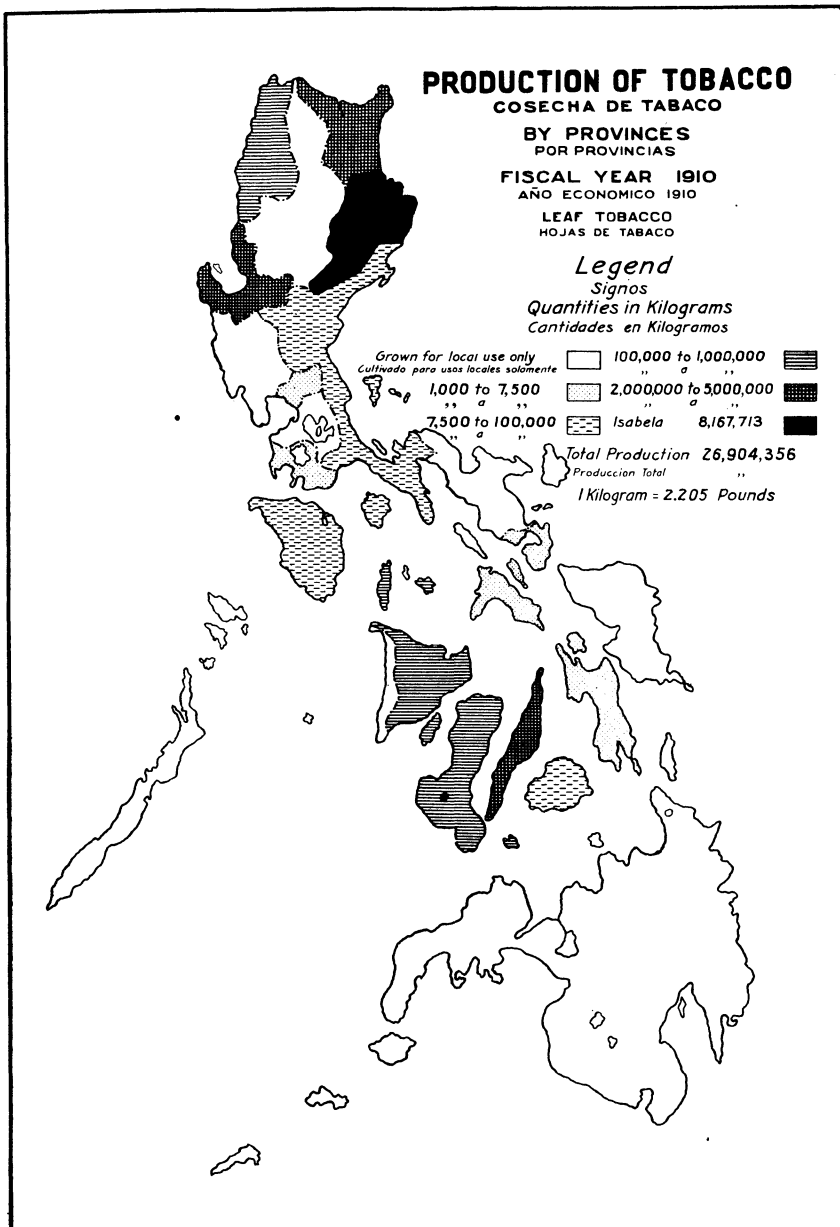 PRODUCTION OF TOBACCO
COSECHA DE TABACO
BY PROVINCES
POR PROVINCIAS
FISCAL YEAR 1910
AÑO ECONOMICO 1910
LEAF TOBACCO
HOJAS DE TABACO
Legend
Signos
Quantities in Kilograms
Cantidades en Kilogramos
Grown for local use only
Cultivado para usos locales solamente
1,000 to 7,500
,, a ,,
7,500 to 100,000
,, a ,,
100,000 to 1,000,000
,, a ,,
2,000,000 to 5,000,000
,, a ,,
Isabela 8,167,713
Total Production 26,904,356
Produccion Total ,,
1 Kilogram = 2.205 Pounds